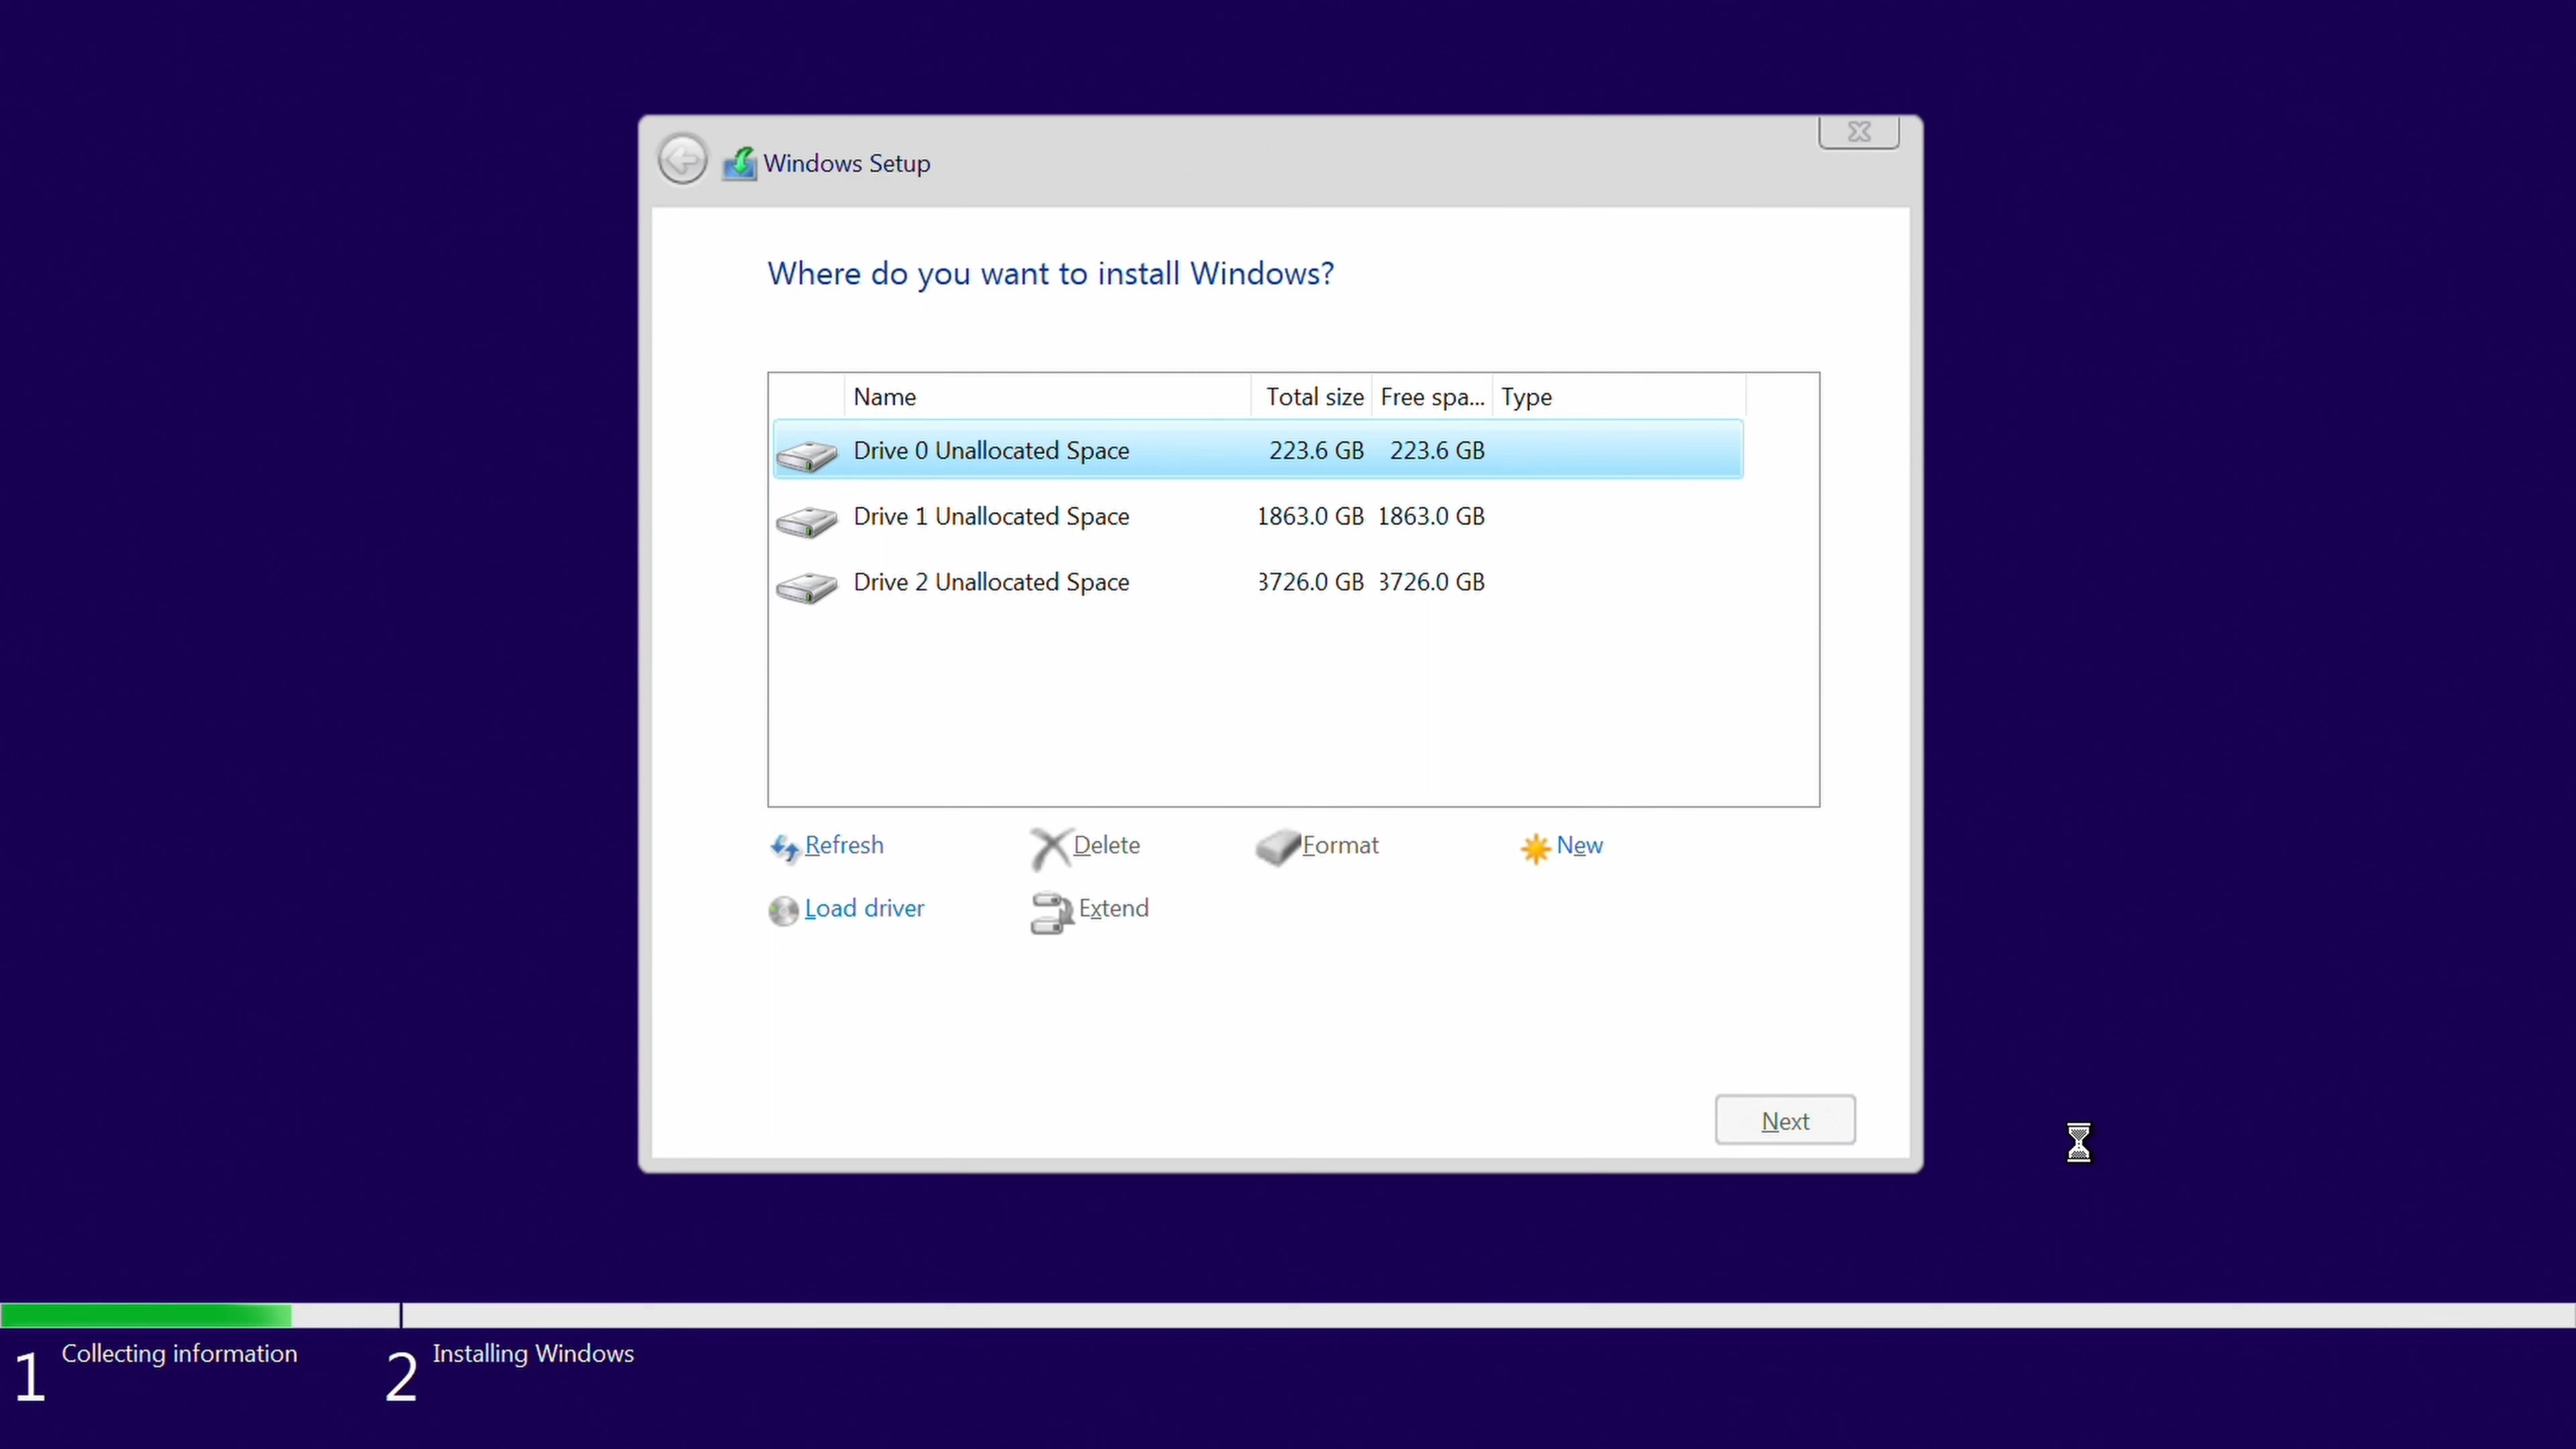 Windows Setup
Where do you want to install Windows?
Name Total size Free spa... Type
Drive 0 Unallocated Space 223.6 GB 223.6 GB
Drive 1 Unallocated Space 1863.0 GB 1863.0 GB
Drive 2 Unallocated Space 3726.0 GB 3726.0 GB
Refresh Delete Format New
Load driver Extend
Next
1 Collecting information 2 Installing Windows